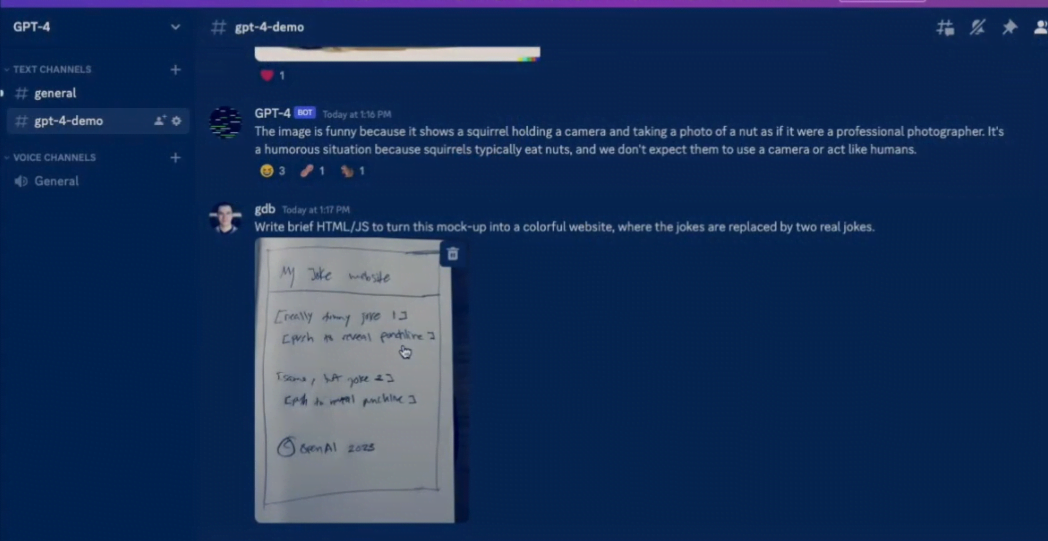 GPT-4
# gpt-4-demo
TEXT CHANNELS
# general
# gpt-4-demo
VOICE CHANNELS
General
1
GPT-4 BOT Today at 1:16 PM
The image is funny because it shows a squirrel holding a camera and taking a photo of a nut as if it were a professional photographer. It's
a humorous situation because squirrels typically eat nuts, and we don't expect them to use a camera or act like humans.
3 1 1
gdb Today at 1:17 PM
Write brief HTML/JS to turn this mock-up into a colorful website, where the jokes are replaced by two real jokes.
My Joke website
[really funny joke 1]
[push to reveal punchline]
[same, but joke 2]
[push to reveal punchline]
© OpenAI 2023